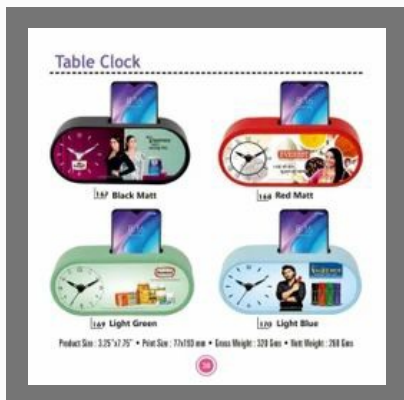 Table Clock
167 Black Matt
168 Red Matt
169 Light Green
170 Light Blue
Product Size : 3.25"x7.75" • Print Size : 77x193 mm • Gross Weight : 320 Gms • Nett Weight : 260 Gms